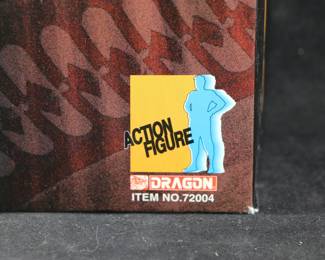 ACTION
FIGURE
DRAGON
ITEM NO.72004